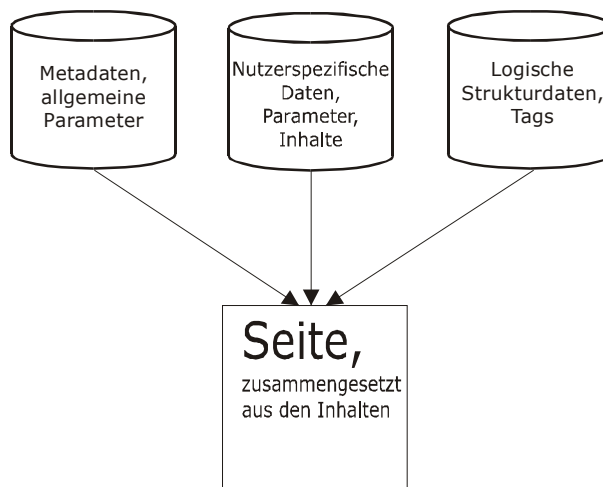 Metadaten,
allgemeine
Parameter
Nutzerspezifische
Daten,
Parameter,
Inhalte
Logische
Strukturdaten,
Tags
Seite,
zusammengesetzt
aus den Inhalten